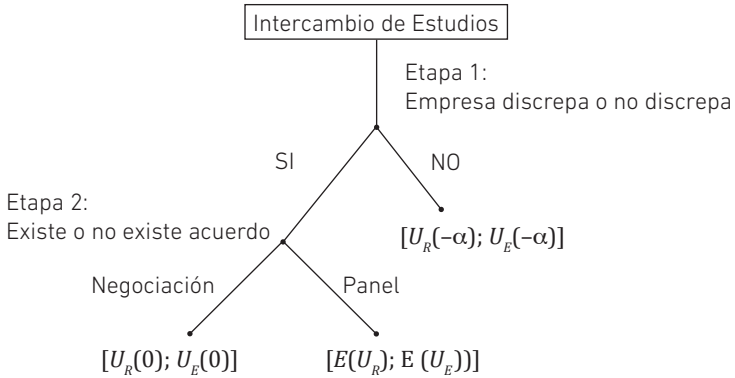 Intercambio de Estudios
Etapa 1:
Empresa discrepa o no discrepa
SI
NO
Etapa 2:
Existe o no existe acuerdo
[U_R(−α); U_E(−α)]
Negociación
Panel
[U_R(0); U_E(0)]
[E(U_R); E (U_E))]